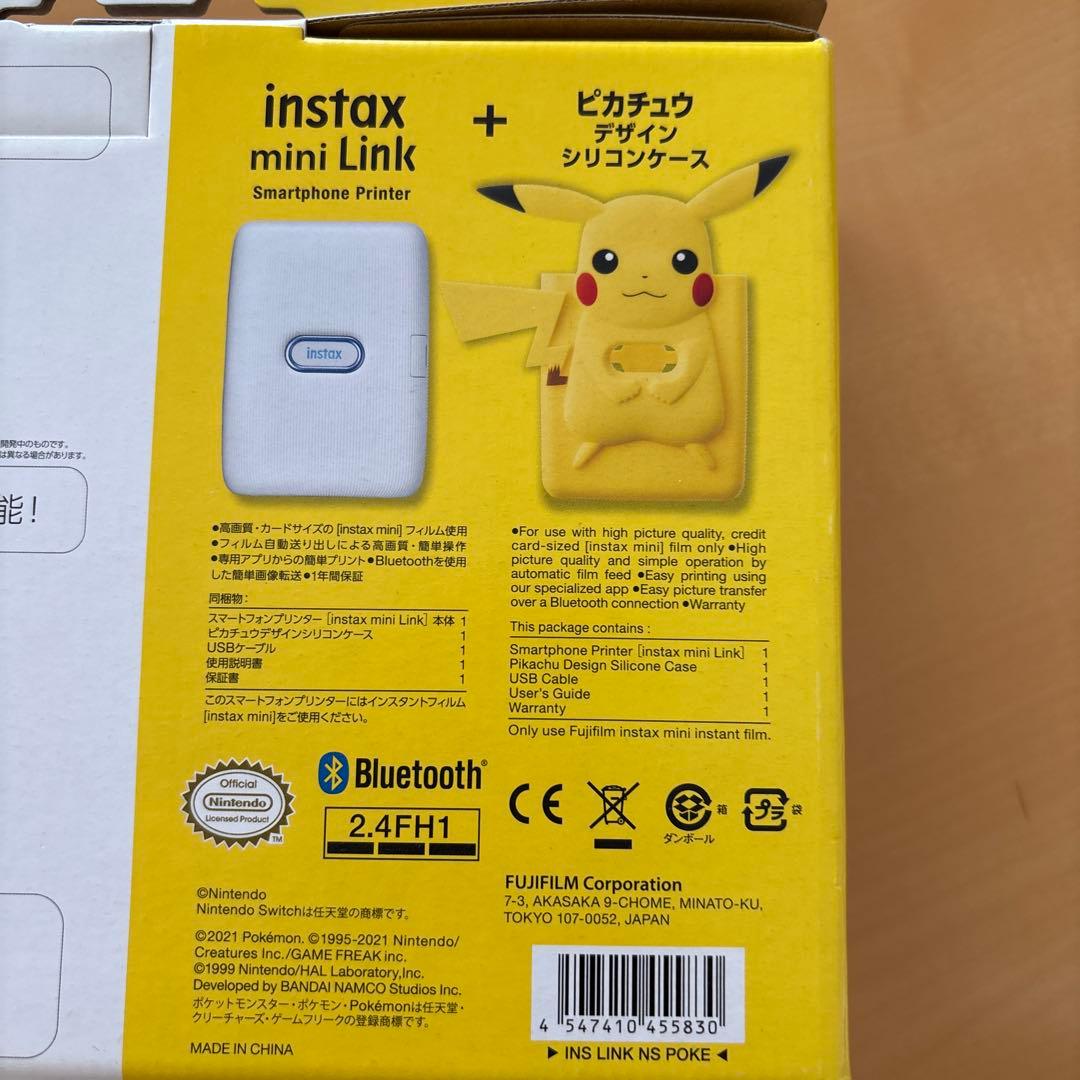 instax
mini Link
Smartphone Printer
+
ピカチュウ
デザイン
シリコンケース
instax
開発中のものです。
は異なる場合があります。
能!
●高画質・カードサイズの [instax mini] フィルム使用
●フィルム自動送り出しによる高画質・簡単操作
●専用アプリからの簡単プリント●Bluetoothを使用
した簡単画像転送●1年間保証
同梱物:
スマートフォンプリンター [instax mini Link] 本体 1
ピカチュウデザインシリコンケース 1
USBケーブル 1
使用説明書 1
保証書 1
このスマートフォンプリンターにはインスタントフィルム
[instax mini]をご使用ください。
●For use with high picture quality, credit
card-sized [instax mini] film only ●High
picture quality and simple operation by
automatic film feed ●Easy printing using
our specialized app ●Easy picture transfer
over a Bluetooth connection ●Warranty
This package contains :
Smartphone Printer [instax mini Link] 1
Pikachu Design Silicone Case 1
USB Cable 1
User's Guide 1
Warranty 1
Only use Fujifilm instax mini instant film.
Official
Nintendo
Licensed Product
TM
Bluetooth®
2.4FH1
CE
箱
ダンボール
プラ
袋
©Nintendo
Nintendo Switchは任天堂の商標です。
©2021 Pokémon. ©1995-2021 Nintendo/
Creatures Inc./GAME FREAK inc.
©1999 Nintendo/HAL Laboratory,Inc.
Developed by BANDAI NAMCO Studios Inc.
ポケットモンスター・ポケモン・Pokémonは任天堂・
クリーチャーズ・ゲームフリークの登録商標です。
MADE IN CHINA
FUJIFILM Corporation
7-3, AKASAKA 9-CHOME, MINATO-KU,
TOKYO 107-0052, JAPAN
4 547410 455830
▶ INS LINK NS POKE ◀